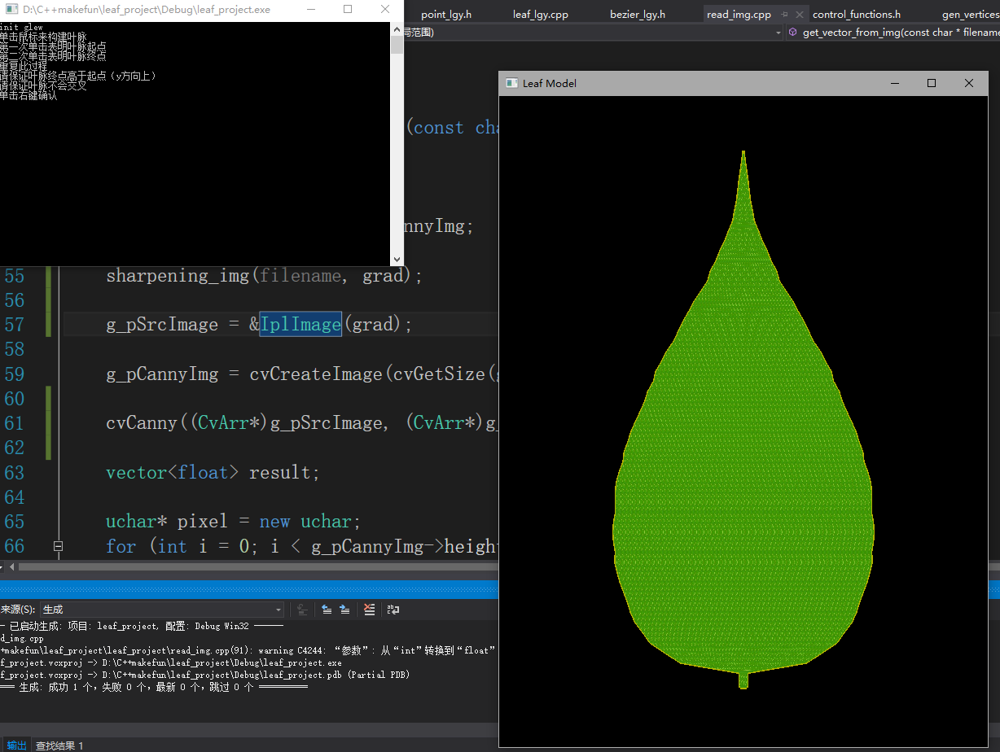 D:\C++makefun\leaf_project\Debug\leaf_project.exe
init glew
单击鼠标来构建叶脉
第一次单击表明叶脉起点
第二次单击表明叶脉终点
重复此过程
请保证叶脉终点高于起点（y方向上）
请保证叶脉不会交叉
单击右键确认
point_lgy.h leaf_lgy.cpp bezier_lgy.h read_img.cpp control_functions.h gen_vertices
局范围) get_vector_from_img(const char * filename
Leaf Model
(const cha
nnyImg;
55 sharpening_img(filename, grad);
56
57 g_pSrcImage = &IplImage(grad);
58
59 g_pCannyImg = cvCreateImage(cvGetSize(g
60
61 cvCanny((CvArr*)g_pSrcImage, (CvArr*)g_
62
63 vector<float> result;
64
65 uchar* pixel = new uchar;
66 for (int i = 0; i < g_pCannyImg->height
来源(S): 生成
— 已启动生成: 项目: leaf_project, 配置: Debug Win32 ——
d_img.cpp
+makefun\leaf_project\leaf_project\read_img.cpp(91): warning C4244: “参数”: 从“int”转换到“float”
f_project.vcxproj -> D:\C++makefun\leaf_project\Debug\leaf_project.exe
f_project.vcxproj -> D:\C++makefun\leaf_project\Debug\leaf_project.pdb (Partial PDB)
== 生成: 成功 1 个，失败 0 个，最新 0 个，跳过 0 个 ==========
输出 查找结果 1